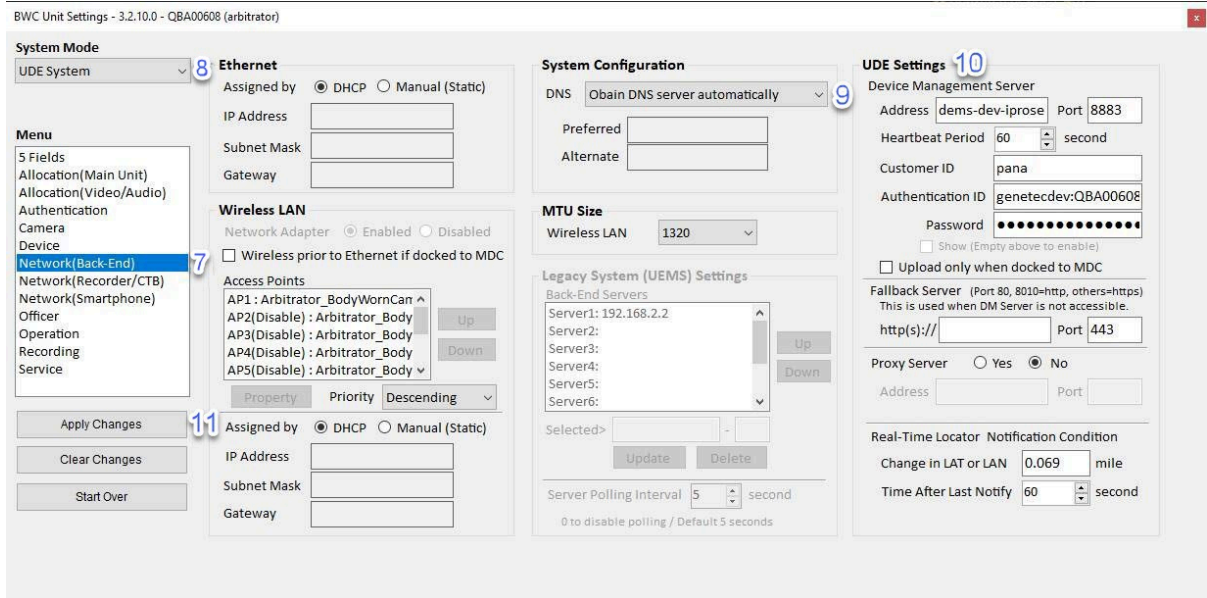 BWC Unit Settings - 3.2.10.0 - QBA00608 (arbitrator)
x
System Mode
UDE System
8
Menu
5 Fields
Allocation(Main Unit)
Allocation(Video/Audio)
Authentication
Camera
Device
Network(Back-End)
7
Network(Recorder/CTB)
Network(Smartphone)
Officer
Operation
Recording
Service
Apply Changes
11
Clear Changes
Start Over
Ethernet
Assigned by DHCP Manual (Static)
IP Address
Subnet Mask
Gateway
Wireless LAN
Network Adapter Enabled Disabled
Wireless prior to Ethernet if docked to MDC
Access Points
AP1 : Arbitrator_BodyWornCam
AP2(Disable) : Arbitrator_Body
AP3(Disable) : Arbitrator_Body
AP4(Disable) : Arbitrator_Body
AP5(Disable) : Arbitrator_Body
Up
Down
Property Priority Descending
Assigned by DHCP Manual (Static)
IP Address
Subnet Mask
Gateway
System Configuration
DNS Obain DNS server automatically
9
Preferred
Alternate
MTU Size
Wireless LAN 1320
Legacy System (UEMS) Settings
Back-End Servers
Server1: 192.168.2.2
Server2:
Server3:
Server4:
Server5:
Server6:
Up
Down
Selected> -
Update Delete
Server Polling Interval 5 second
0 to disable polling / Default 5 seconds
UDE Settings 10
Device Management Server
Address dems-dev-iprose Port 8883
Heartbeat Period 60 second
Customer ID pana
Authentication ID genetecdev:QBA00608
Password ●●●●●●●●●●●●●●●
Show (Empty above to enable)
Upload only when docked to MDC
Fallback Server (Port 80, 8010=http, others=https)
This is used when DM Server is not accessible.
http(s):// Port 443
Proxy Server Yes No
Address Port
Real-Time Locator Notification Condition
Change in LAT or LAN 0.069 mile
Time After Last Notify 60 second